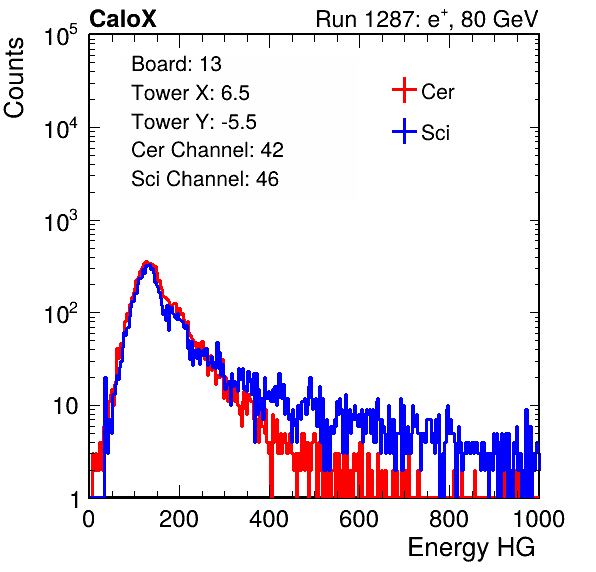 CaloX Run 1287: e⁺, 80 GeV
Counts
Board: 13
Tower X: 6.5
Tower Y: -5.5
Cer Channel: 42
Sci Channel: 46
Cer
Sci
10⁵
10⁴
10³
10²
10
1
0 200 400 600 800 1000
Energy HG